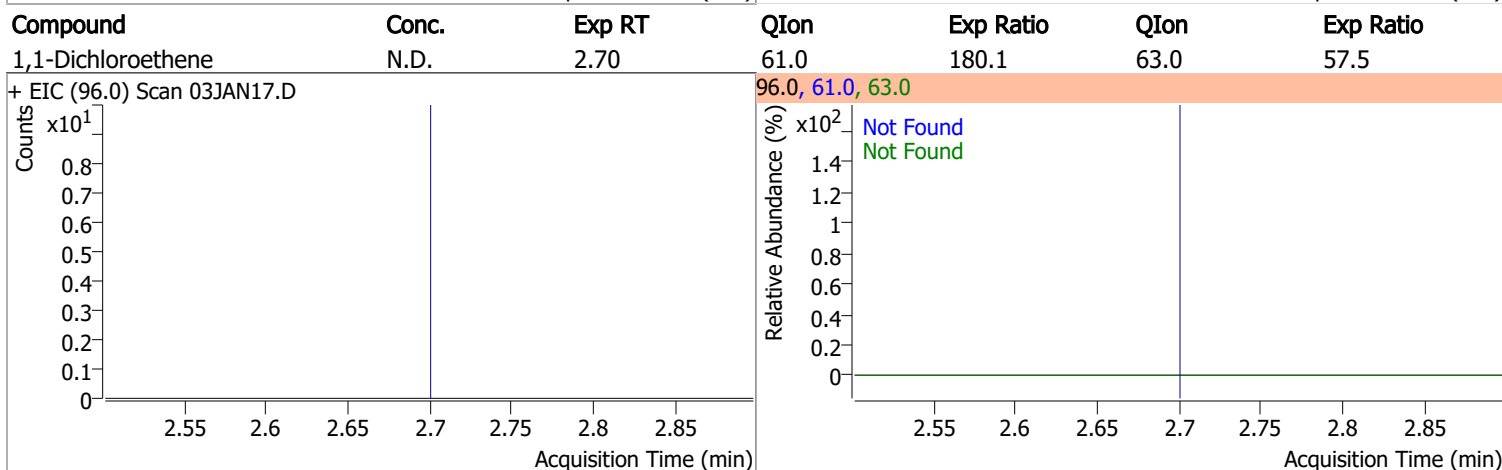 Compound Conc. Exp RT QIon Exp Ratio QIon Exp Ratio
1,1-Dichloroethene N.D. 2.70 61.0 180.1 63.0 57.5
+ EIC (96.0) Scan 03JAN17.D
Counts
x10^1
0.8
0.7
0.6
0.5
0.4
0.3
0.2
0.1
0
2.55 2.6 2.65 2.7 2.75 2.8 2.85
Acquisition Time (min)
96.0, 61.0, 63.0
Relative Abundance (%)
x10^2
Not Found
Not Found
1.4
1.2
1
0.8
0.6
0.4
0.2
0
2.55 2.6 2.65 2.7 2.75 2.8 2.85
Acquisition Time (min)